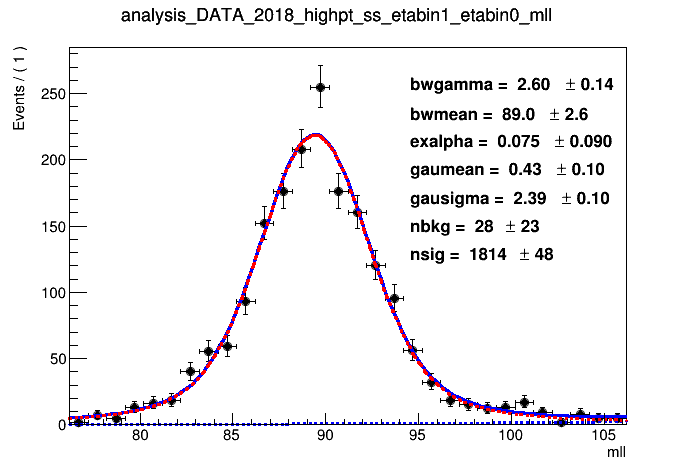 analysis_DATA_2018_highpt_ss_etabin1_etabin0_mll
Events / ( 1 )
250
200
150
100
50
0
bwgamma = 2.60 ± 0.14
bwmean = 89.0 ± 2.6
exalpha = 0.075 ± 0.090
gaumean = 0.43 ± 0.10
gausigma = 2.39 ± 0.10
nbkg = 28 ± 23
nsig = 1814 ± 48
80 85 90 95 100 105
mll